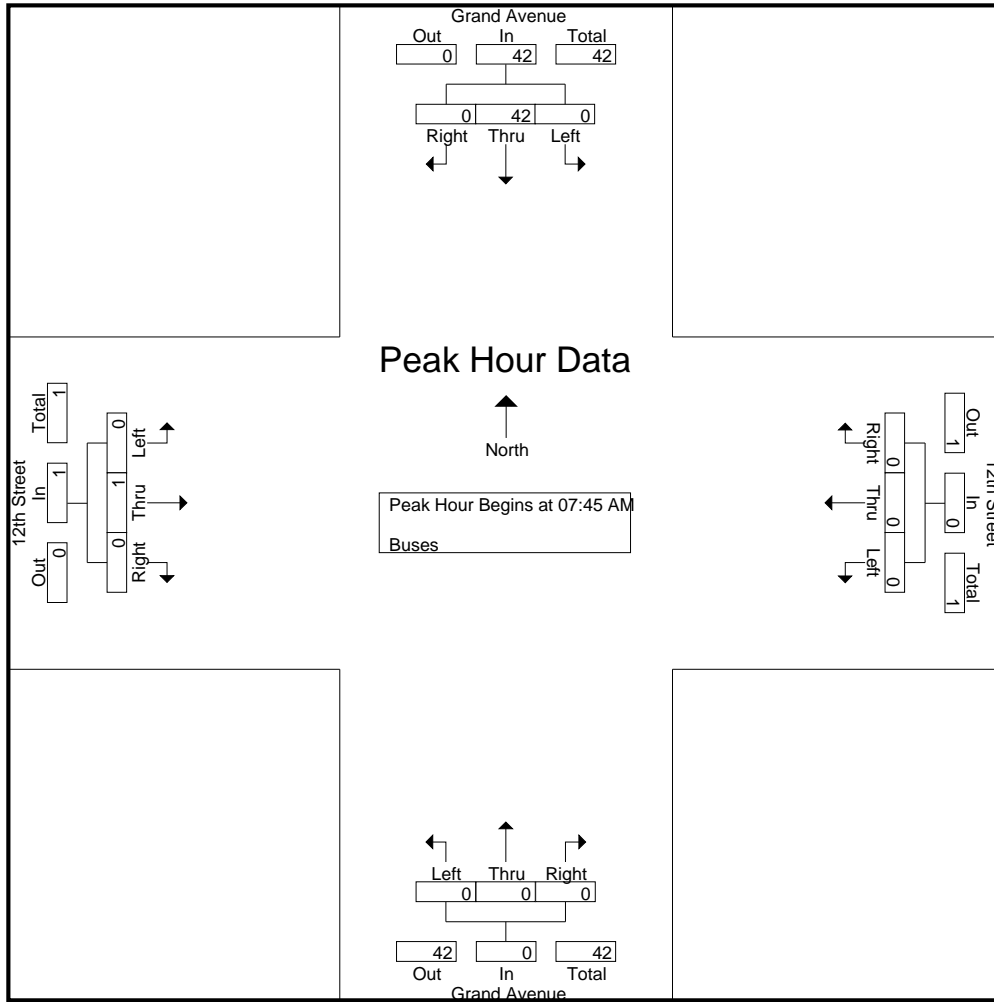 Grand Avenue
Out In Total
0 42 42
0 42 0
Right Thru Left
Peak Hour Data
North
Peak Hour Begins at 07:45 AM
Buses
12th Street
Out In Total
0 1 1
Left Thru Right
0 1 0
12th Street
Out In Total
1 0 1
Right Thru Left
0 0 0
Left Thru Right
0 0 0
42 0 42
Out In Total
Grand Avenue